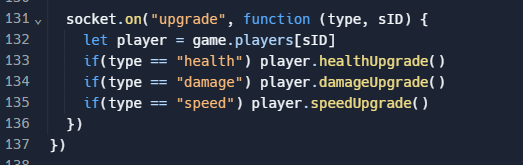 131 socket.on("upgrade", function (type, sID) {
132 let player = game.players[sID]
133 if(type == "health") player.healthUpgrade()
134 if(type == "damage") player.damageUpgrade()
135 if(type == "speed") player.speedUpgrade()
136 })
137 })